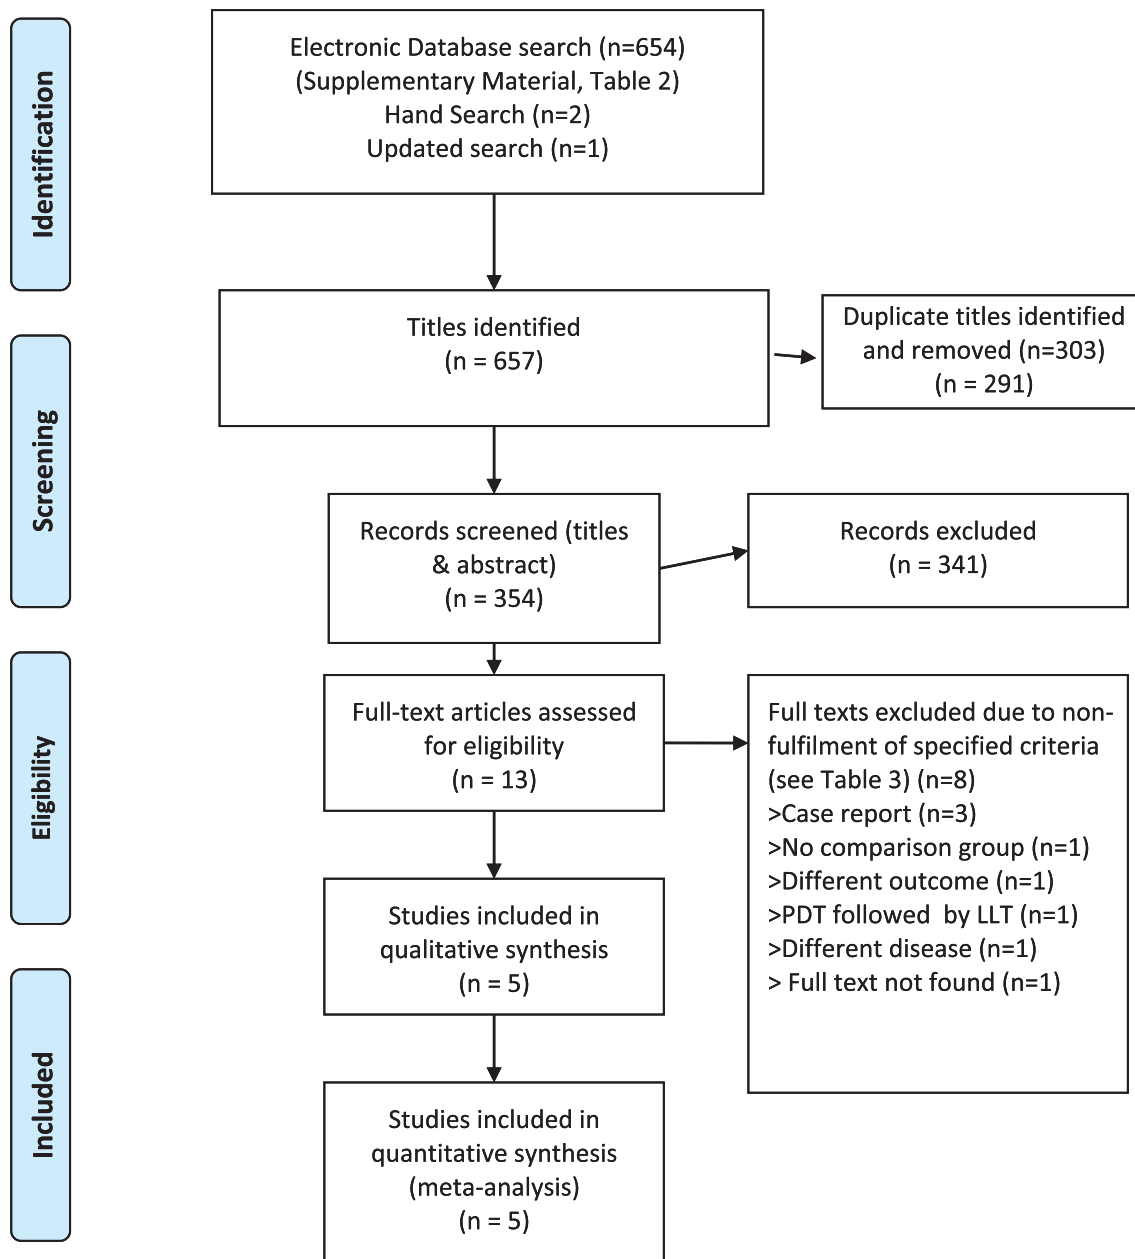 Identification
Electronic Database search (n=654)
(Supplementary Material, Table 2)
Hand Search (n=2)
Updated search (n=1)
Titles identified
(n = 657)
Duplicate titles identified
and removed (n=303)
(n = 291)
Screening
Records screened (titles
& abstract)
(n = 354)
Records excluded
(n = 341)
Eligibility
Full-text articles assessed
for eligibility
(n = 13)
Full texts excluded due to non-
fulfilment of specified criteria
(see Table 3) (n=8)
>Case report (n=3)
>No comparison group (n=1)
>Different outcome (n=1)
>PDT followed by LLT (n=1)
>Different disease (n=1)
> Full text not found (n=1)
Studies included in
qualitative synthesis
(n = 5)
Included
Studies included in
quantitative synthesis
(meta-analysis)
(n = 5)